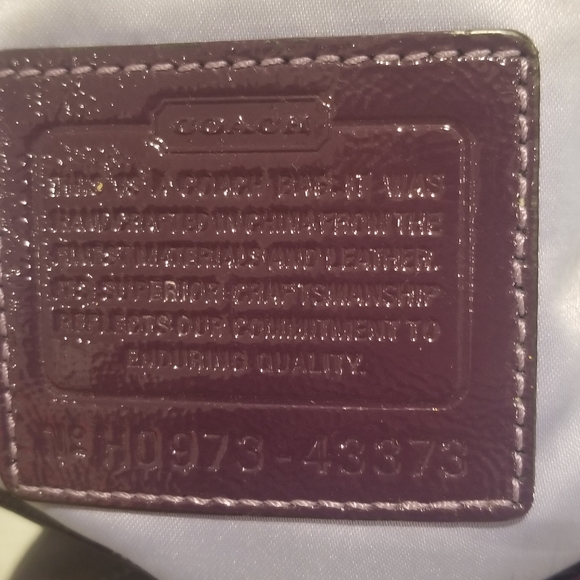 COACH
THIS IS A COACH BAG. IT WAS
HANDCRAFTED IN CHINA FROM THE
FINEST MATERIALS AND LEATHER.
ITS SUPERIOR CRAFTSMANSHIP
REFLECTS OUR COMMITMENT TO
ENDURING QUALITY.
Nº H0973-43373